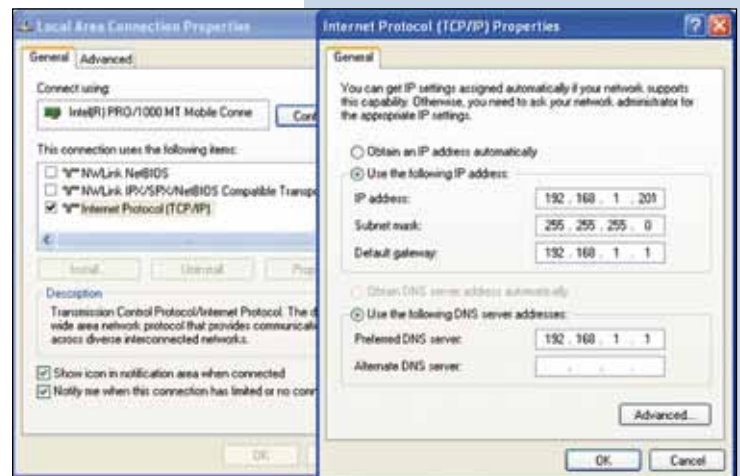 Local Area Connection Properties
General
Advanced
Connect using:
Intel(R) PRO/1000 MT Mobile Conne
Conf
This connection uses the following items:
NWLink NetBIOS
NWLink IPX/SPX/NetBIOS Compatible Transpo
Internet Protocol (TCP/IP)
Install...
Uninstall
Prop
Description
Transmission Control Protocol/Internet Protocol. The d
wide area network protocol that provides communicat
across diverse interconnected networks.
Show icon in notification area when connected
Notify me when this connection has limited or no conn
OK
Internet Protocol (TCP/IP) Properties
General
You can get IP settings assigned automatically if your network supports
this capability. Otherwise, you need to ask your network administrator for
the appropriate IP settings.
Obtain an IP address automatically
Use the following IP address:
IP address: 192 . 168 . 1 . 201
Subnet mask: 255 . 255 . 255 . 0
Default gateway: 192 . 168 . 1 . 1
Obtain DNS server address automatically
Use the following DNS server addresses:
Preferred DNS server: 192 . 168 . 1 . 1
Alternate DNS server: . . .
Advanced...
OK
Cancel